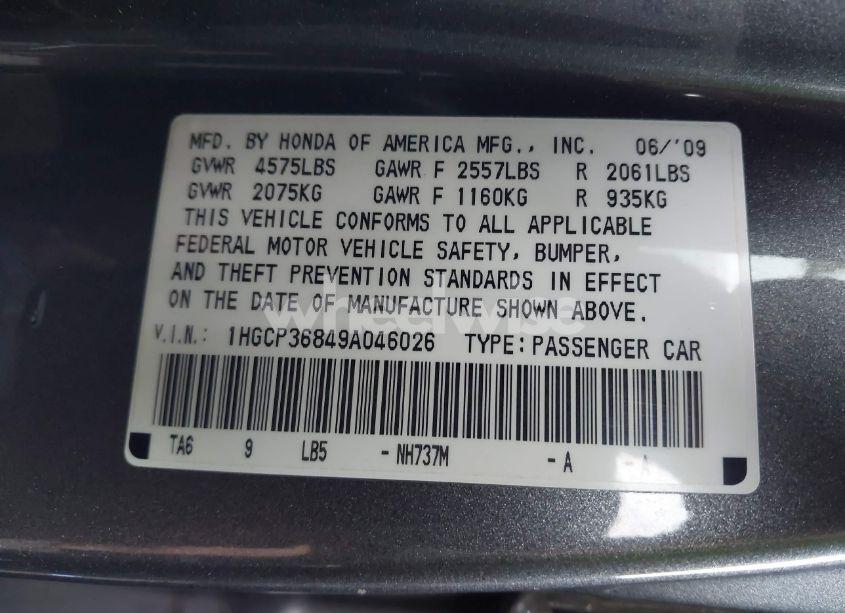 MFD. BY HONDA OF AMERICA MFG., INC. 06/'09
GVWR 4575LBS GAWR F 2557LBS R 2061LBS
GVWR 2075KG GAWR F 1160KG R 935KG
THIS VEHICLE CONFORMS TO ALL APPLICABLE
FEDERAL MOTOR VEHICLE SAFETY, BUMPER,
AND THEFT PREVENTION STANDARDS IN EFFECT
ON THE DATE OF MANUFACTURE SHOWN ABOVE.
wheelwise
V.I.N.: 1HGCP36849A046026 TYPE: PASSENGER CAR
TA6 9 LB5 - NH737M - A - A